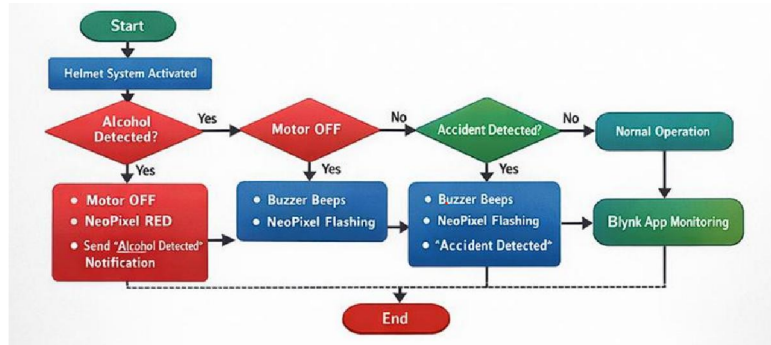 Start
Helmet System Activated
Alcohol
Detected?
Yes
Motor OFF
No
Accident Detected?
No
Nornal Operation
Yes
Yes
Yes
• Motor OFF
• NeoPixel RED
• Send "Alcohol Detected"
Notification
• Buzzer Beeps
• NeoPixel Flashing
• Buzzer Beeps
• NeoPixel Flashing
• "Accident Detected"
Blynk App Monitoring
End